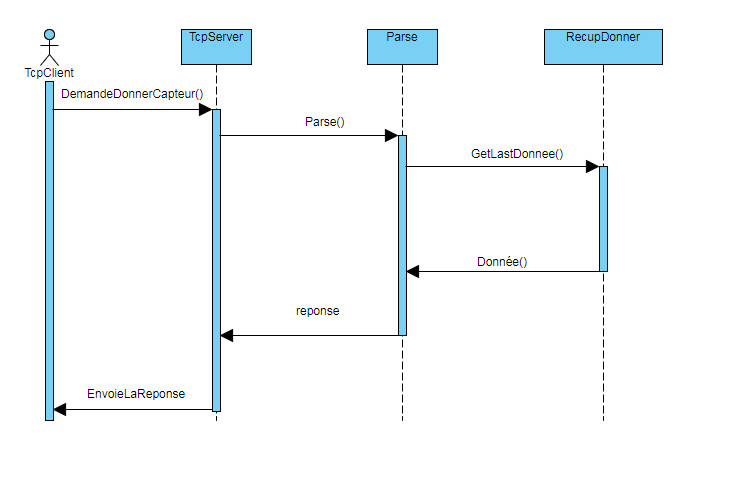 TcpServer
Parse
RecupDonner
TcpClient
DemandeDonnerCapteur()
Parse()
GetLastDonnee()
Donnée()
reponse
EnvoieLaReponse